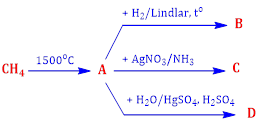 + H₂/Lindlar, t°
B
1500°C
+ AgNO₃/NH₃
CH₄
A
C
+ H₂O/HgSO₄, H₂SO₄
D